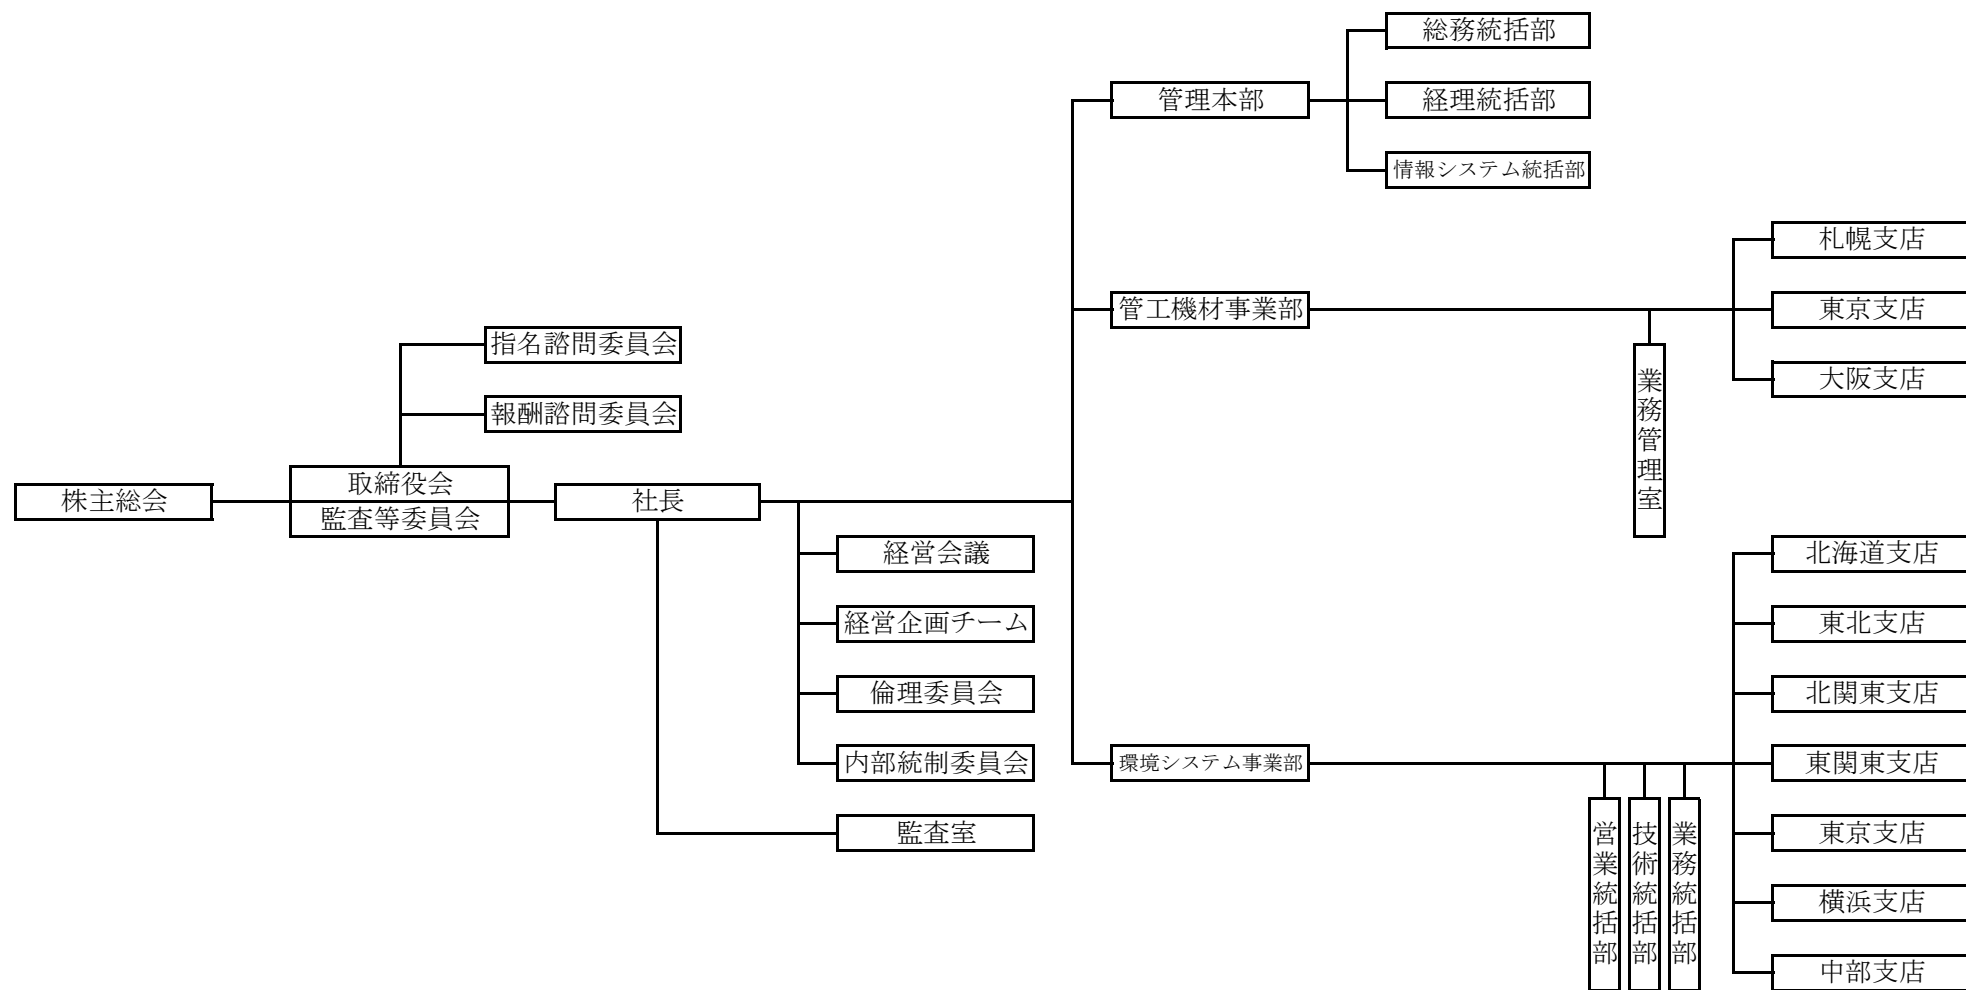 総務統括部
管理本部
経理統括部
情報システム統括部
札幌支店
管工機材事業部
東京支店
指名諮問委員会
大阪支店
業務管理室
報酬諮問委員会
取締役会
株主総会
社長
監査等委員会
経営会議
北海道支店
経営企画チーム
東北支店
倫理委員会
北関東支店
内部統制委員会
環境システム事業部
東関東支店
監査室
営業統括部
技術統括部
業務統括部
東京支店
横浜支店
中部支店